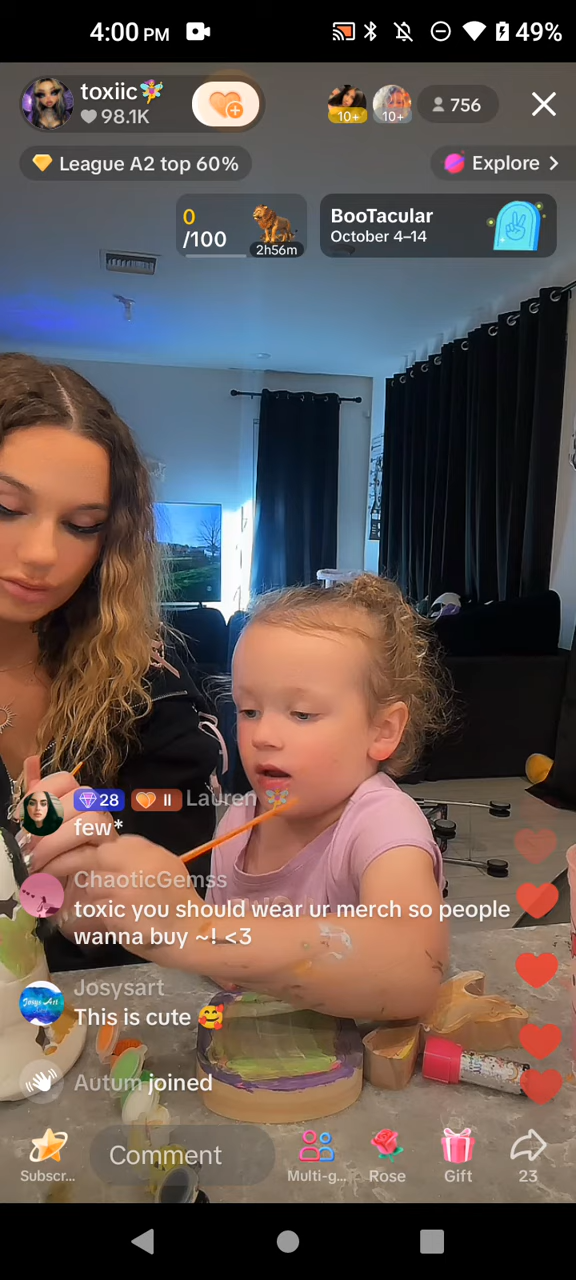 4:00 PM
49%
toxiic🧚
98.1K
10+
10+
756
League A2 top 60%
Explore >
0
/100
2h56m
BooTacular
October 4–14
28 II Lauren 🧚
few*
ChaoticGemss
toxic you should wear ur merch so people
wanna buy ~! <3
Josysart
This is cute 🥰
Autum joined
Comment
Subscr...
Multi-g...
Rose
Gift
23